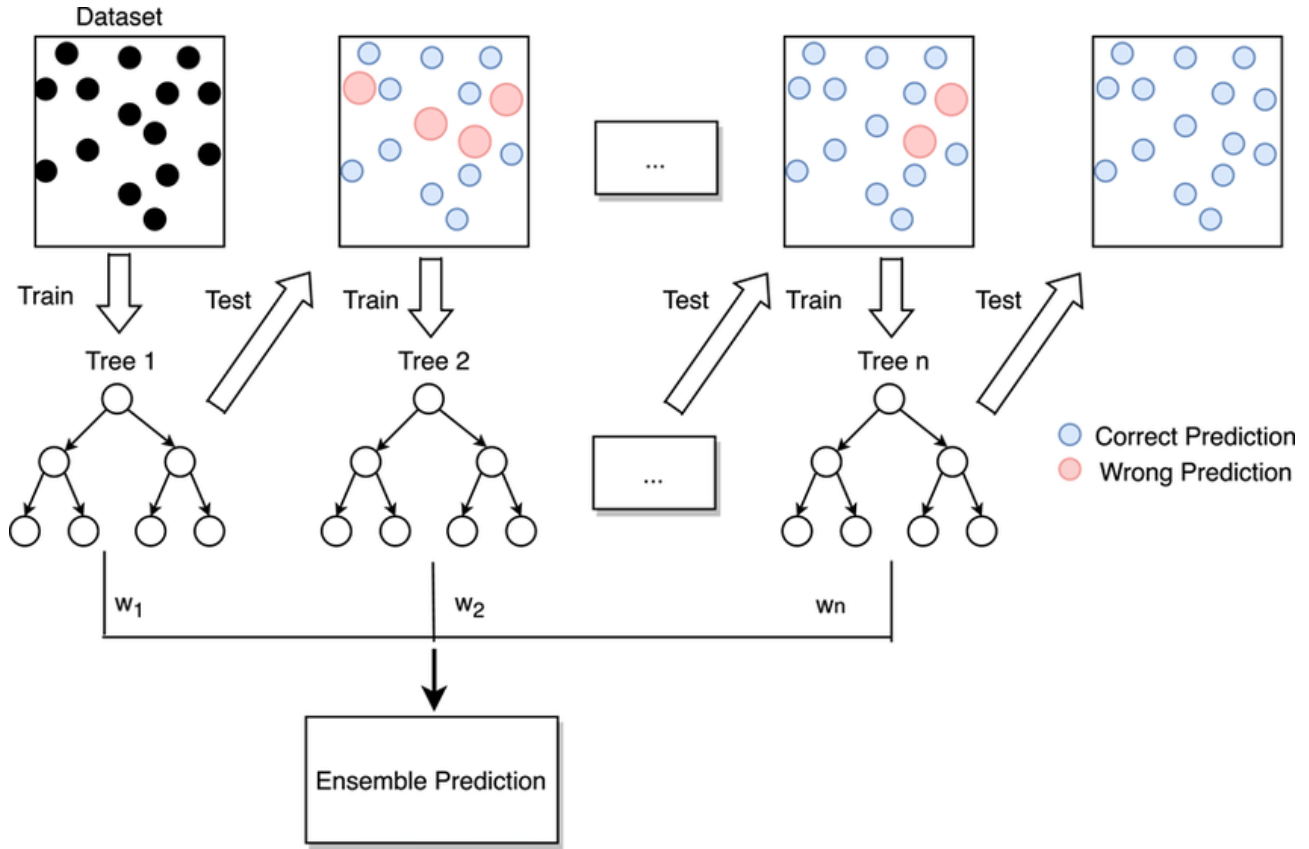 Dataset
...
Train
Test
Train
Test
Train
Test
Tree 1
Tree 2
Tree n
...
Correct Prediction
Wrong Prediction
w1
w2
wn
Ensemble Prediction